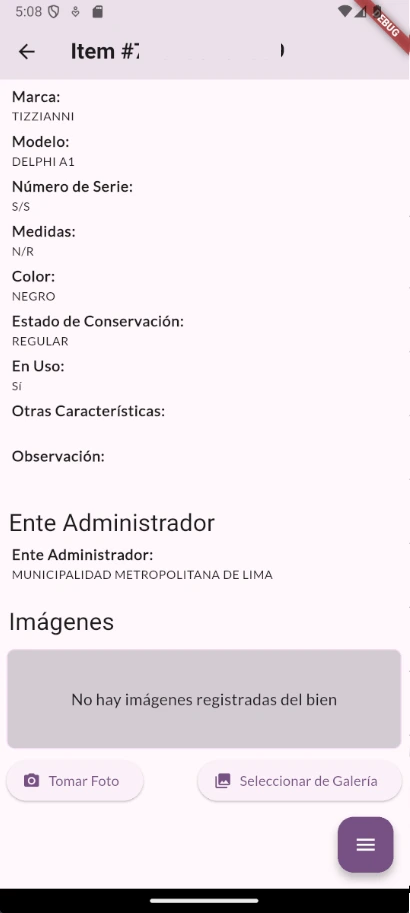 5:08
DEBUG
Item #
Marca:
TIZZIANNI
Modelo:
DELPHI A1
Número de Serie:
S/S
Medidas:
N/R
Color:
NEGRO
Estado de Conservación:
REGULAR
En Uso:
Sí
Otras Características:
Observación:
Ente Administrador
Ente Administrador:
MUNICIPALIDAD METROPOLITANA DE LIMA
Imágenes
No hay imágenes registradas del bien
Tomar Foto
Seleccionar de Galería